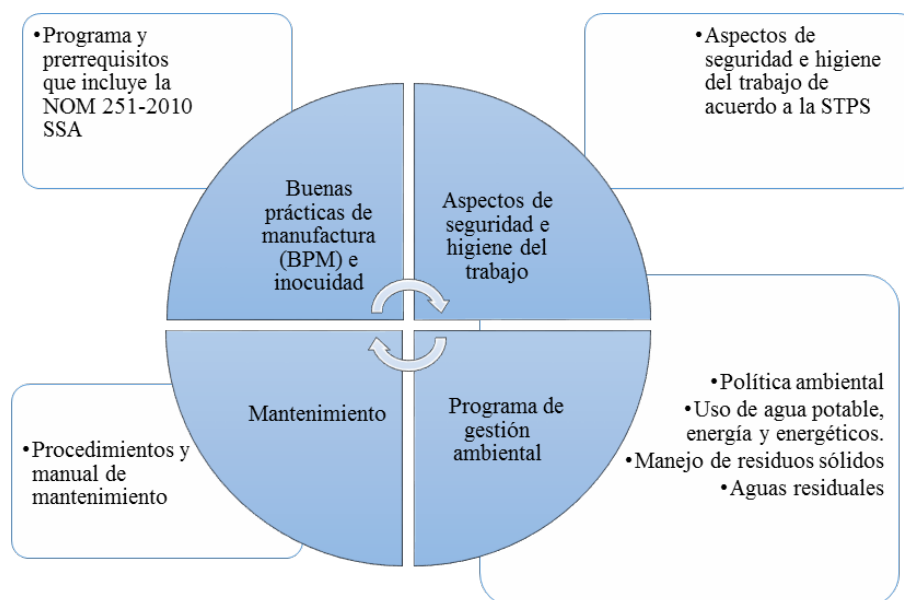 •Programa y
prerrequisitos
que incluye la
NOM 251-2010
SSA
•Aspectos de
seguridad e higiene
del trabajo de
acuerdo a la STPS
Buenas
prácticas de
manufactura
(BPM) e
inocuidad
Aspectos de
seguridad e
higiene del
trabajo
Mantenimiento
Programa de
gestión
ambiental
•Procedimientos y
manual de
mantenimiento
•Política ambiental
•Uso de agua potable,
energía y energéticos.
•Manejo de residuos sólidos
•Aguas residuales